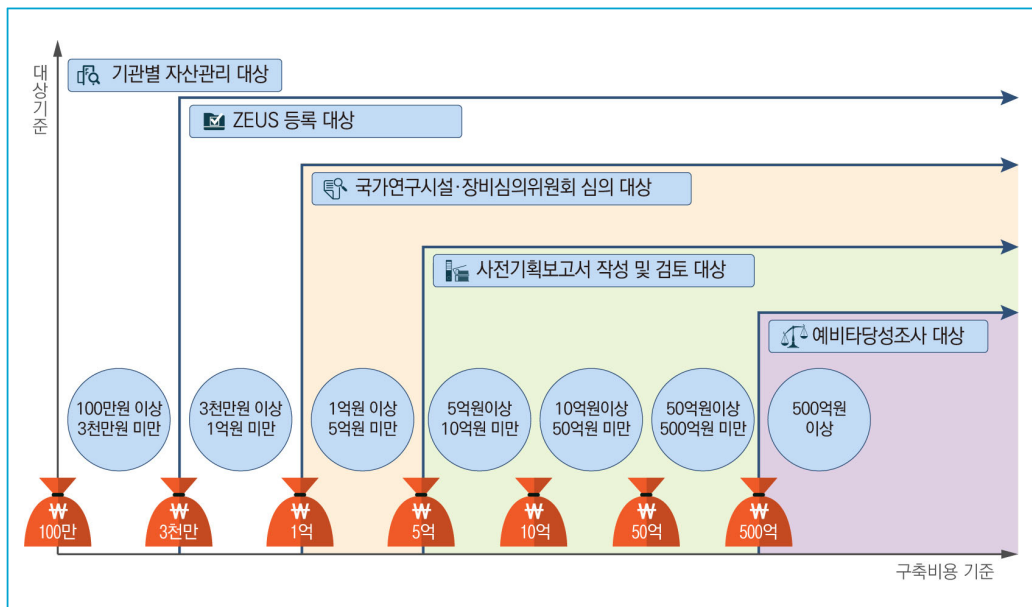 대상기준
기관별 자산관리 대상
ZEUS 등록 대상
국가연구시설·장비심의위원회 심의 대상
사전기획보고서 작성 및 검토 대상
예비타당성조사 대상
100만원 이상
3천만원 미만
3천만원 이상
1억원 미만
1억원 이상
5억원 미만
5억원이상
10억원 미만
10억원이상
50억원 미만
50억원이상
500억원 미만
500억원
이상
₩
100만
₩
3천만
₩
1억
₩
5억
₩
10억
₩
50억
₩
500억
구축비용 기준